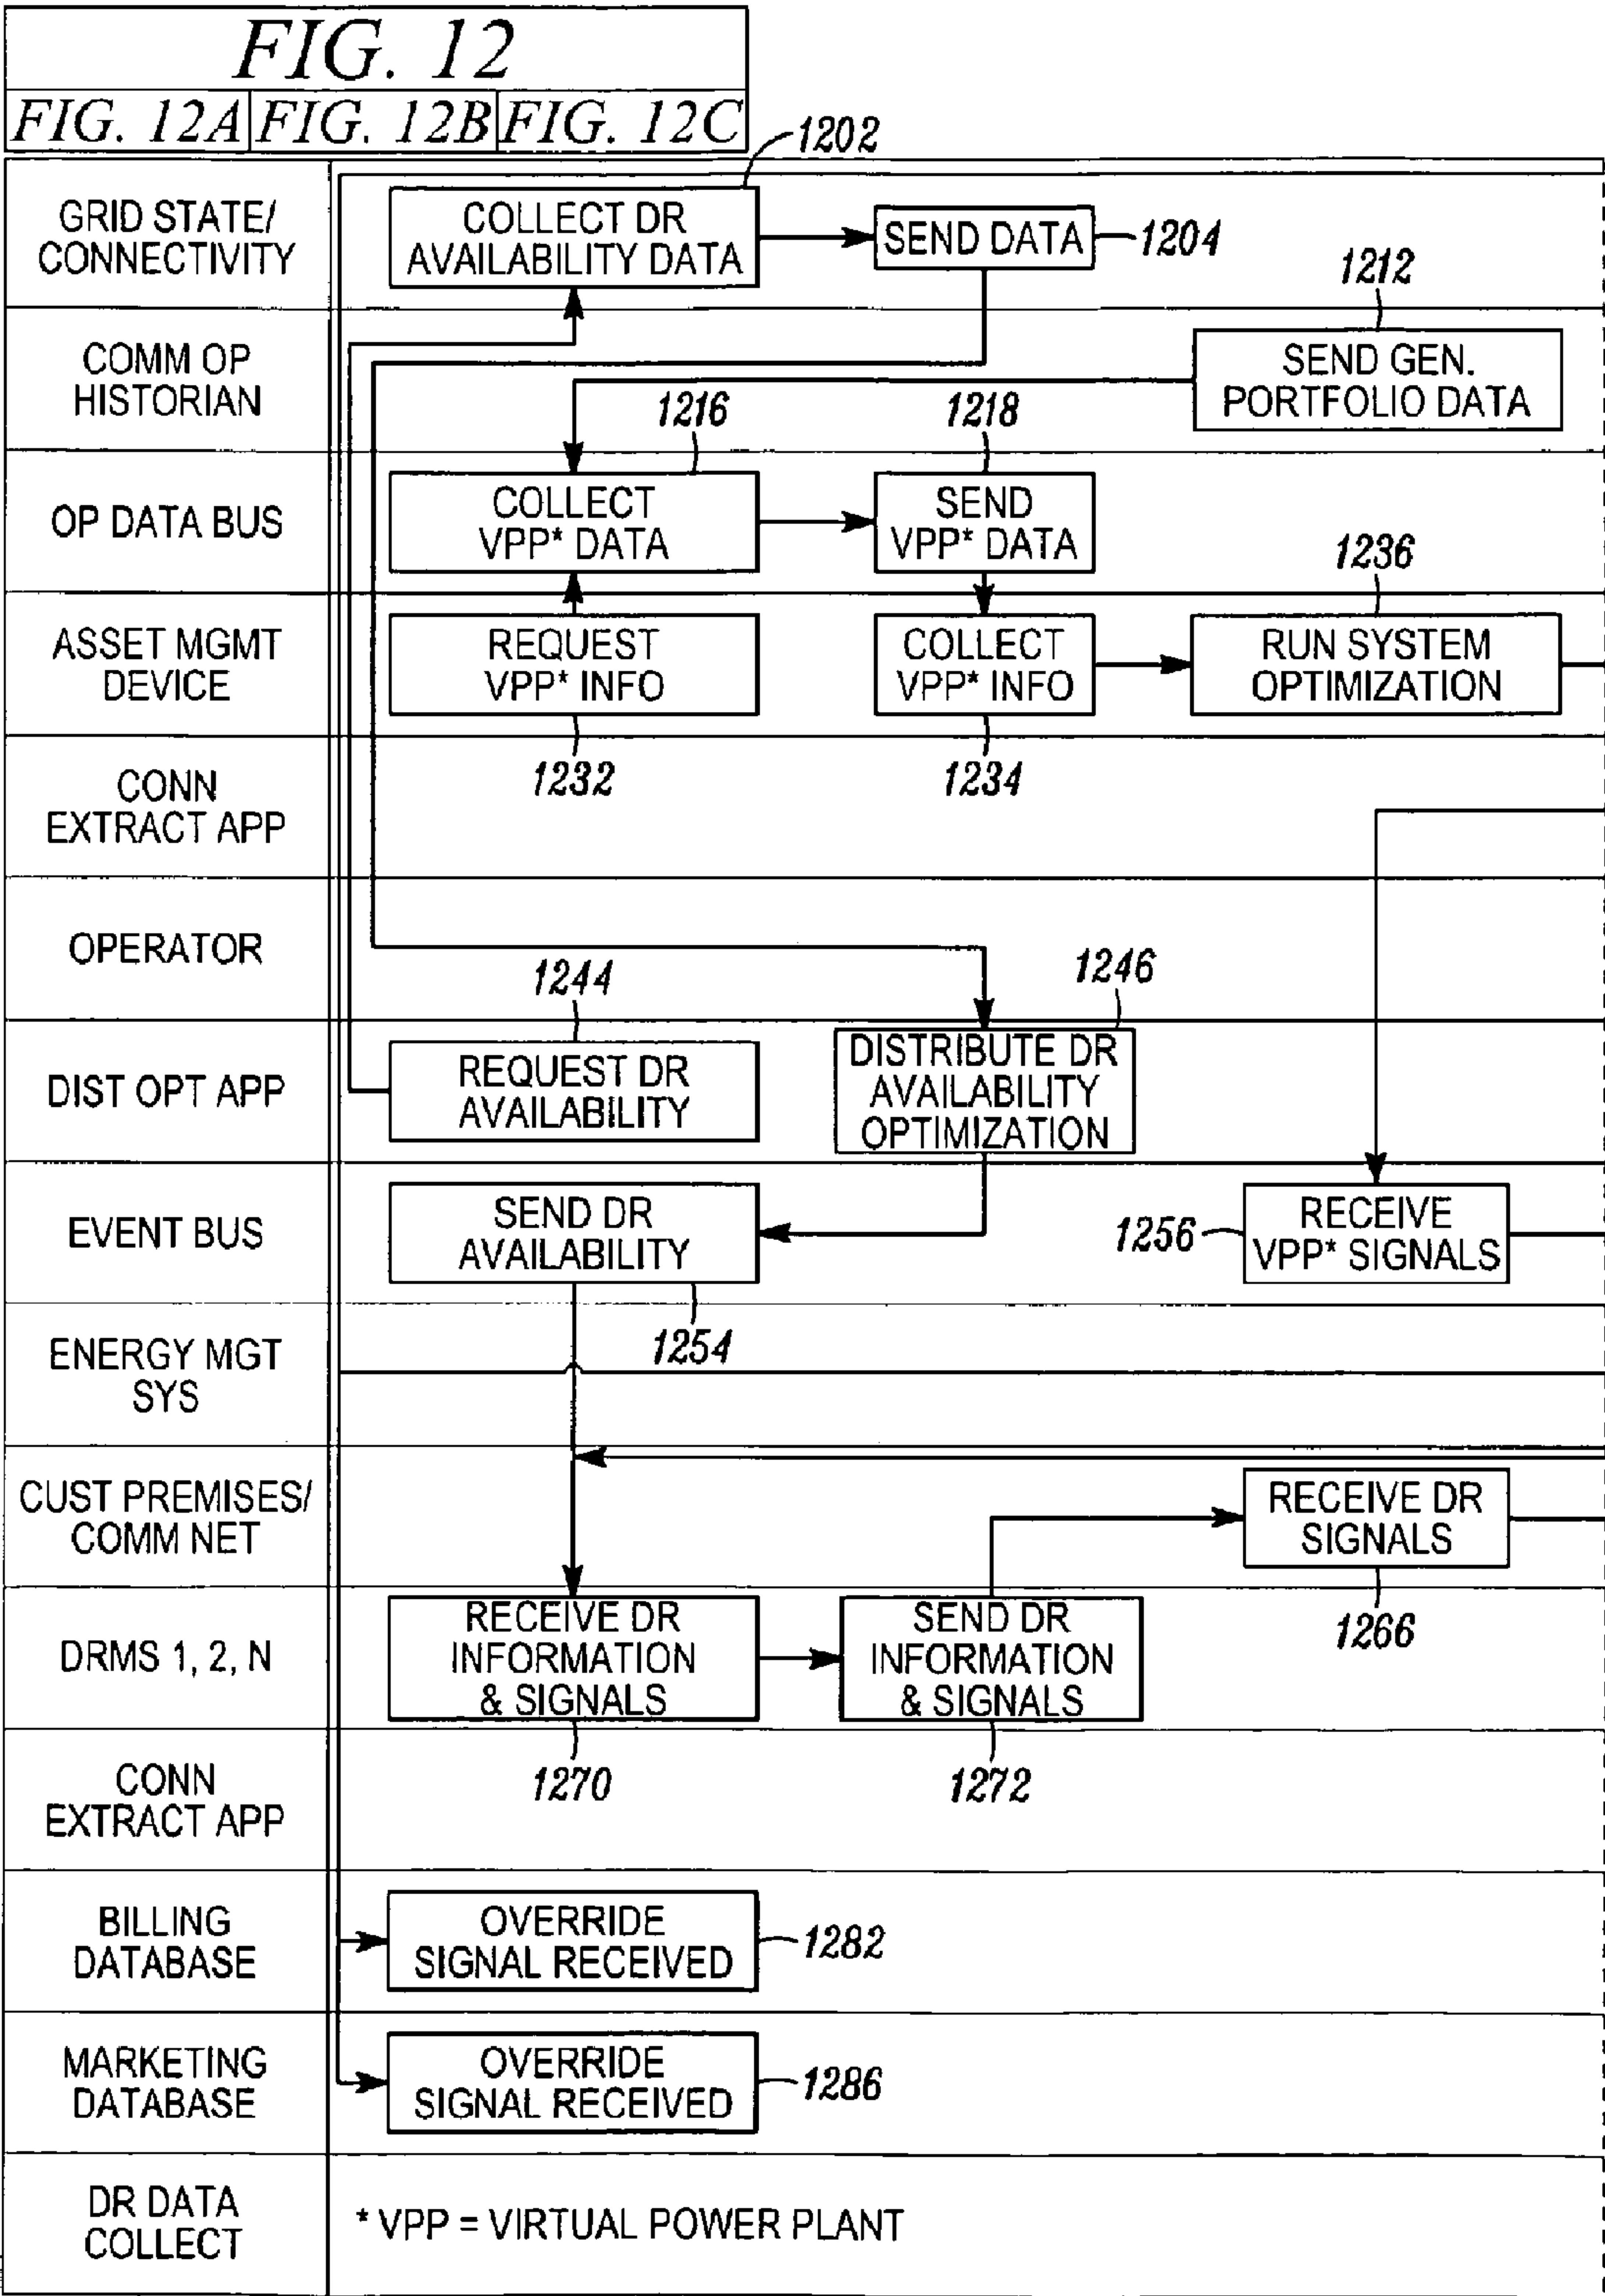 FIG. 12
FIG. 12A FIG. 12B FIG. 12C
1202
GRID STATE/
CONNECTIVITY
COLLECT DR
AVAILABILITY DATA
SEND DATA
1204
1212
COMM OP
HISTORIAN
SEND GEN.
PORTFOLIO DATA
1216
1218
OP DATA BUS
COLLECT
VPP* DATA
SEND
VPP* DATA
1236
ASSET MGMT
DEVICE
REQUEST
VPP* INFO
COLLECT
VPP* INFO
RUN SYSTEM
OPTIMIZATION
1232
1234
CONN
EXTRACT APP
OPERATOR
1244
1246
DIST OPT APP
REQUEST DR
AVAILABILITY
DISTRIBUTE DR
AVAILABILITY
OPTIMIZATION
EVENT BUS
SEND DR
AVAILABILITY
1256
RECEIVE
VPP* SIGNALS
1254
ENERGY MGT
SYS
CUST PREMISES/
COMM NET
RECEIVE DR
SIGNALS
1266
DRMS 1, 2, N
RECEIVE DR
INFORMATION
& SIGNALS
SEND DR
INFORMATION
& SIGNALS
1270
1272
CONN
EXTRACT APP
BILLING
DATABASE
OVERRIDE
SIGNAL RECEIVED
1282
MARKETING
DATABASE
OVERRIDE
SIGNAL RECEIVED
1286
DR DATA
COLLECT
* VPP = VIRTUAL POWER PLANT